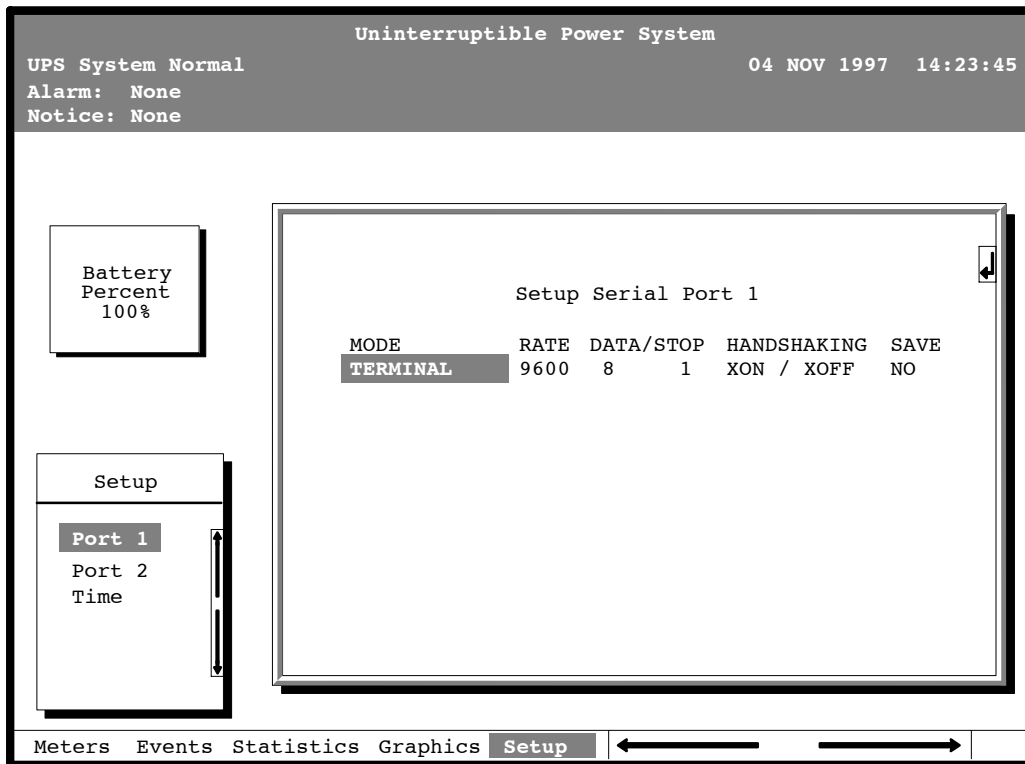 Uninterruptible Power System
UPS System Normal 04 NOV 1997 14:23:45
Alarm: None
Notice: None
Battery
Percent
100%
Setup Serial Port 1
MODE RATE DATA/STOP HANDSHAKING SAVE
TERMINAL 9600 8 1 XON / XOFF NO
Setup
Port 1
Port 2
Time
Meters Events Statistics Graphics Setup